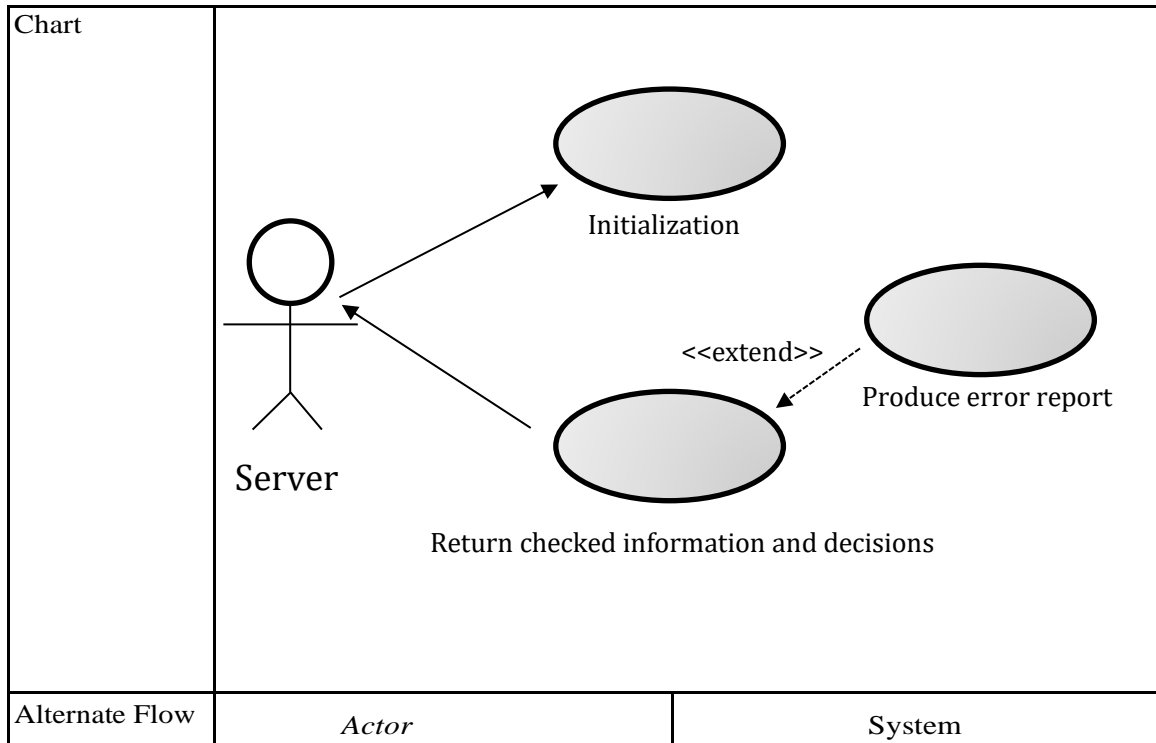 Chart
Initialization
<<extend>>
Produce error report
Server
Return checked information and decisions
Alternate Flow
Actor
System